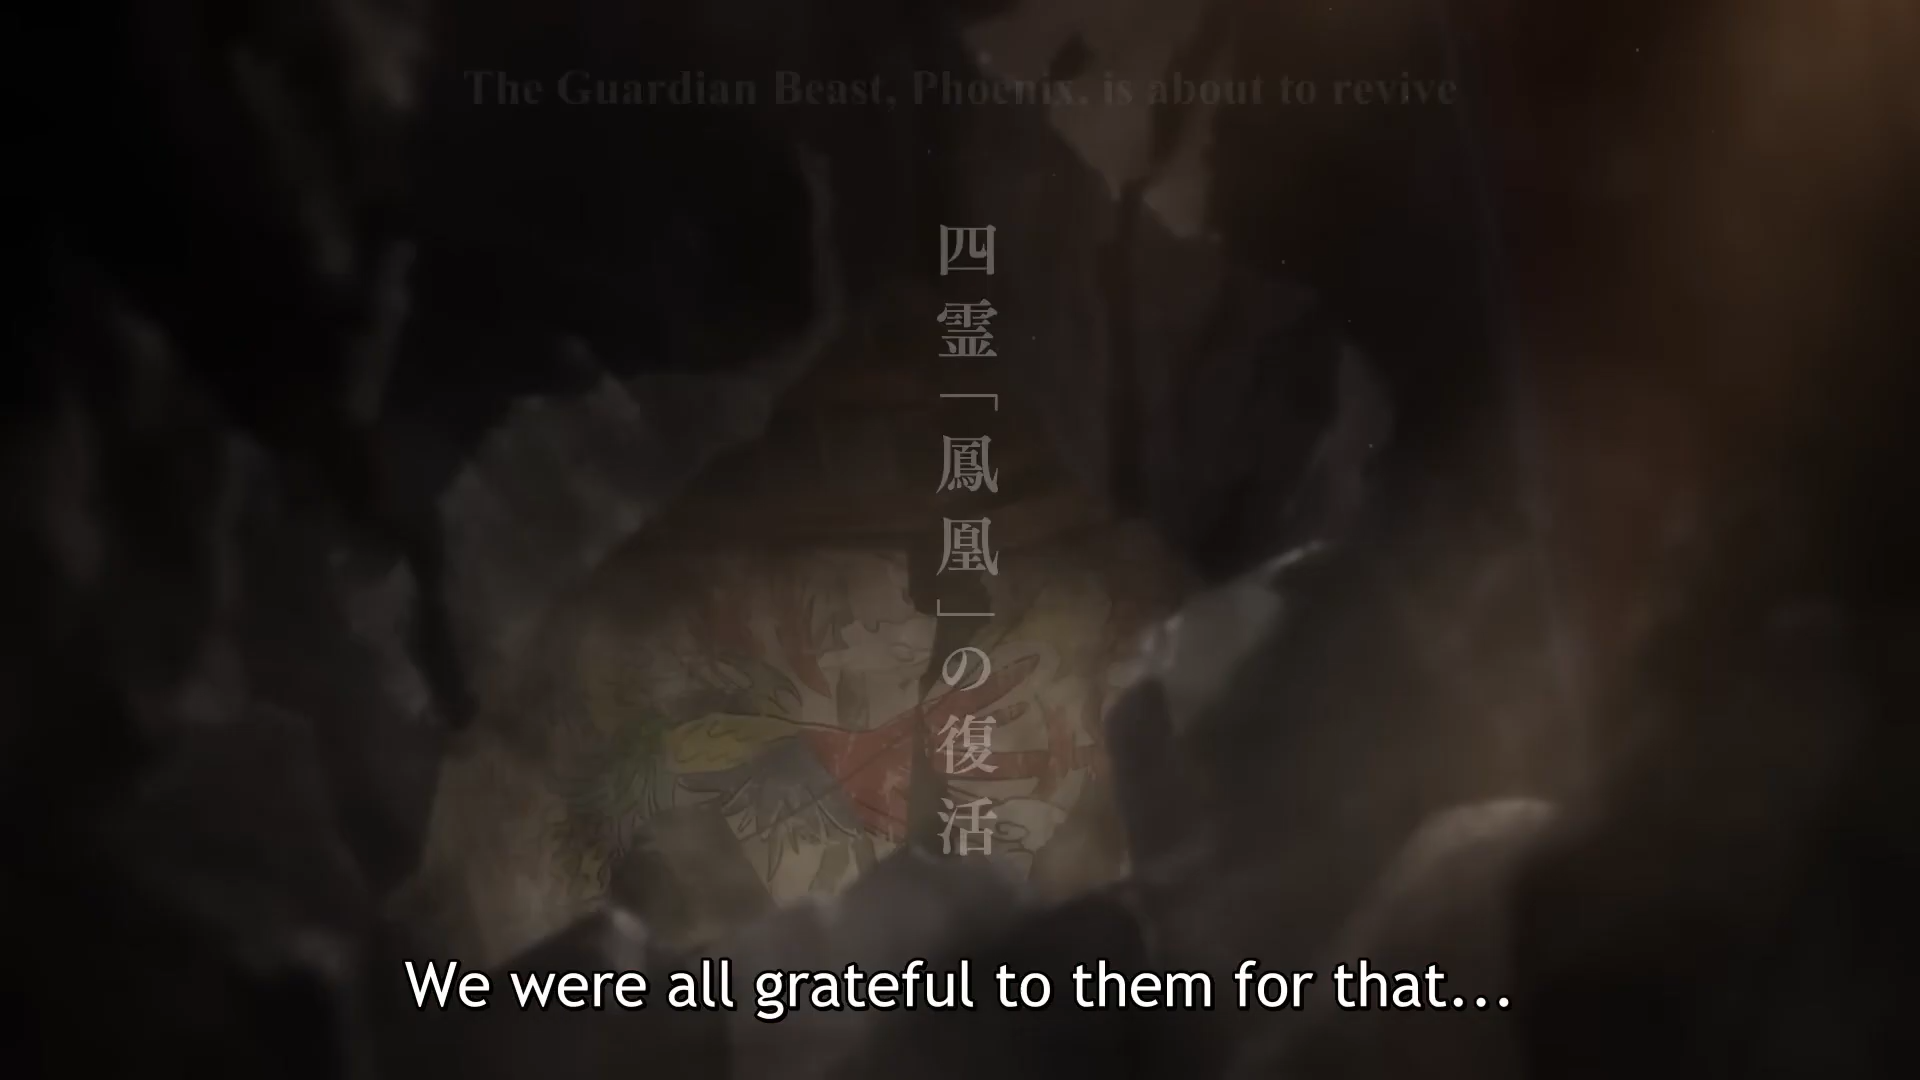 The Guardian Beast, Phoenix, is about to revive
四霊「鳳凰」の復活
We were all grateful to them for that...